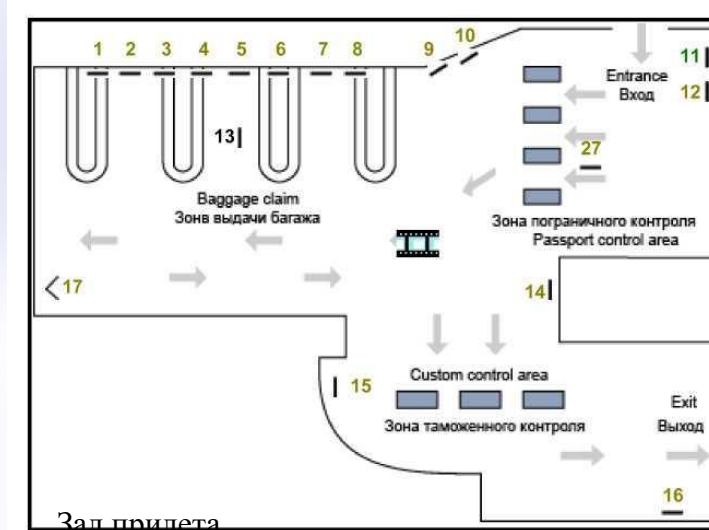 1 2 3 4 5 6 7 8 9 10
11
Entrance
Вход
12
13
27
Baggage claim
Зонв выдачи багажа
Зона пограничного контроля
Passport control area
17
14
15
Custom control area
Зона таможенного контроля
Exit
Выход
16
Зал прилета